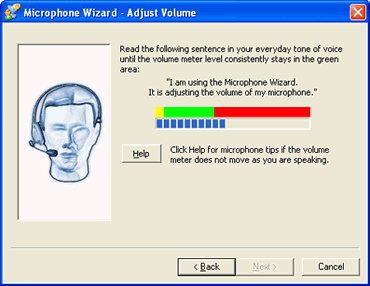 Microphone Wizard - Adjust Volume
Read the following sentence in your everyday tone of voice
until the volume meter level consistently stays in the green
area:
"I am using the Microphone Wizard.
It is adjusting the volume of my microphone."
Help
Click Help for microphone tips if the volume
meter does not move as you are speaking.
< Back
Next >
Cancel